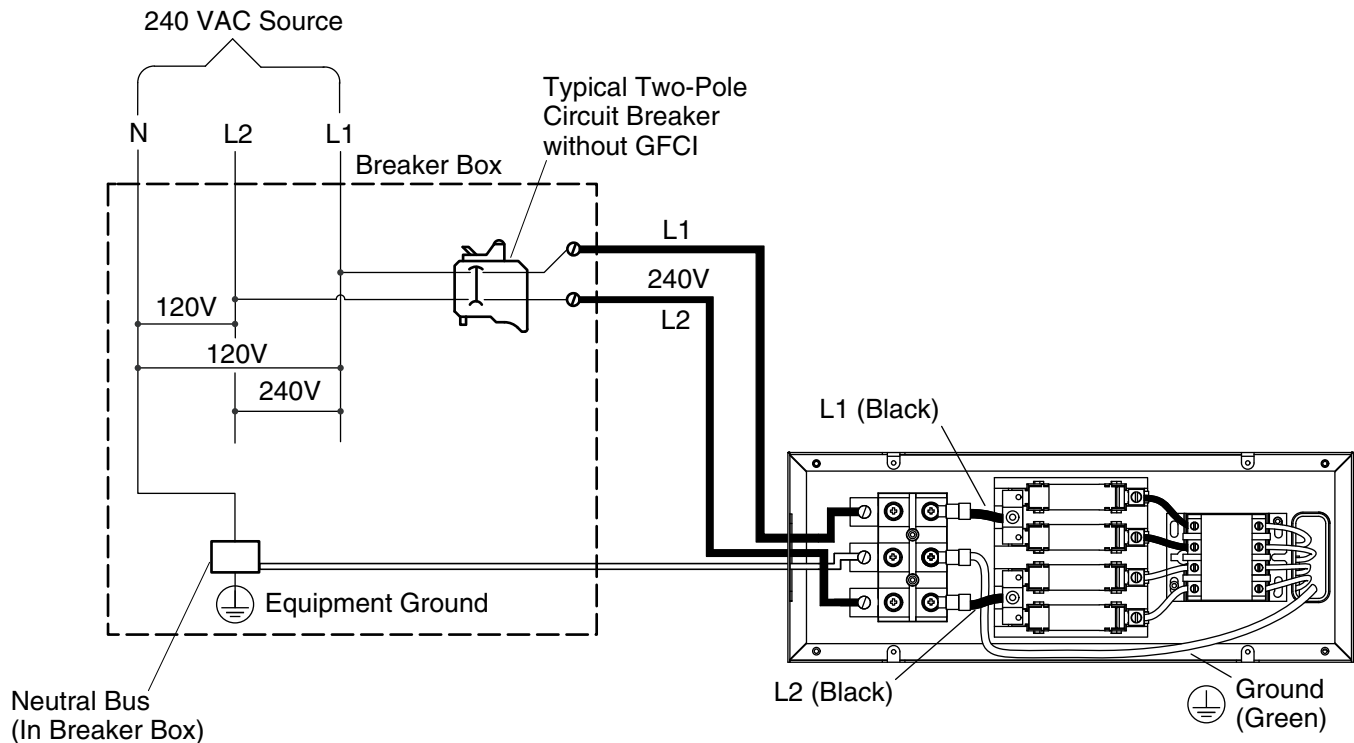 240 VAC Source
N
L2
L1
Typical Two-Pole
Circuit Breaker
without GFCI
Breaker Box
L1
240V
L2
120V
120V
240V
L1 (Black)
Equipment Ground
L2 (Black)
Ground
(Green)
Neutral Bus
(In Breaker Box)